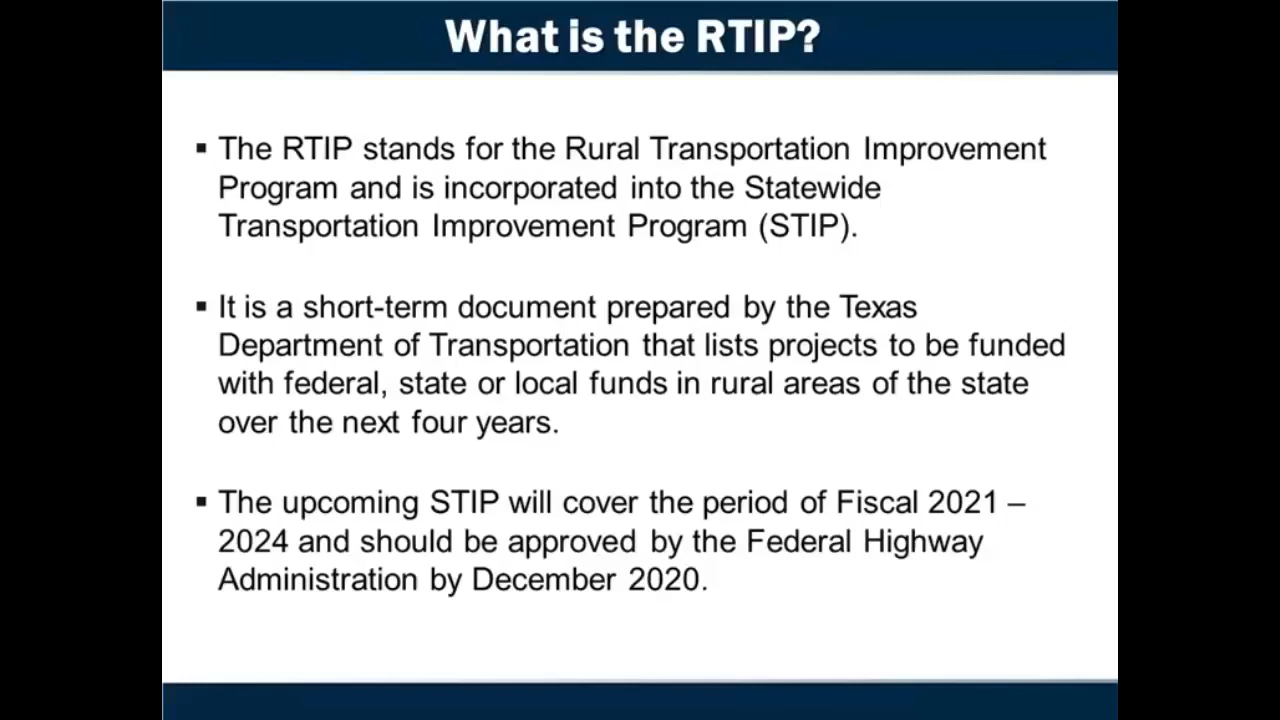 What is the RTIP?
▪ The RTIP stands for the Rural Transportation Improvement
Program and is incorporated into the Statewide
Transportation Improvement Program (STIP).
▪ It is a short-term document prepared by the Texas
Department of Transportation that lists projects to be funded
with federal, state or local funds in rural areas of the state
over the next four years.
▪ The upcoming STIP will cover the period of Fiscal 2021 –
2024 and should be approved by the Federal Highway
Administration by December 2020.